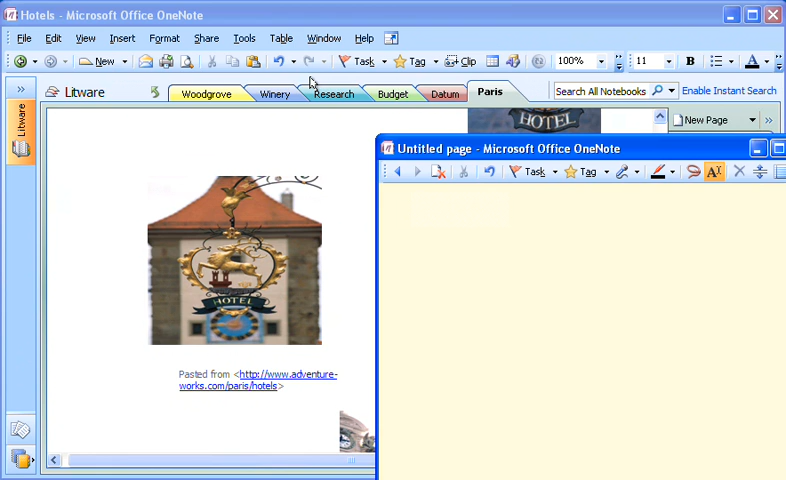 Hotels - Microsoft Office OneNote
File Edit View Insert Format Share Tools Table Window Help
New Task Tag Clip 100% 11 B A
Litware Woodgrove Winery Research Budget Datum Paris Search All Notebooks Enable Instant Search
Litware
HOTEL
New Page
Untitled page - Microsoft Office OneNote
Task Tag A
HOTEL
Pasted from <http://www.adventure-
works.com/paris/hotels>